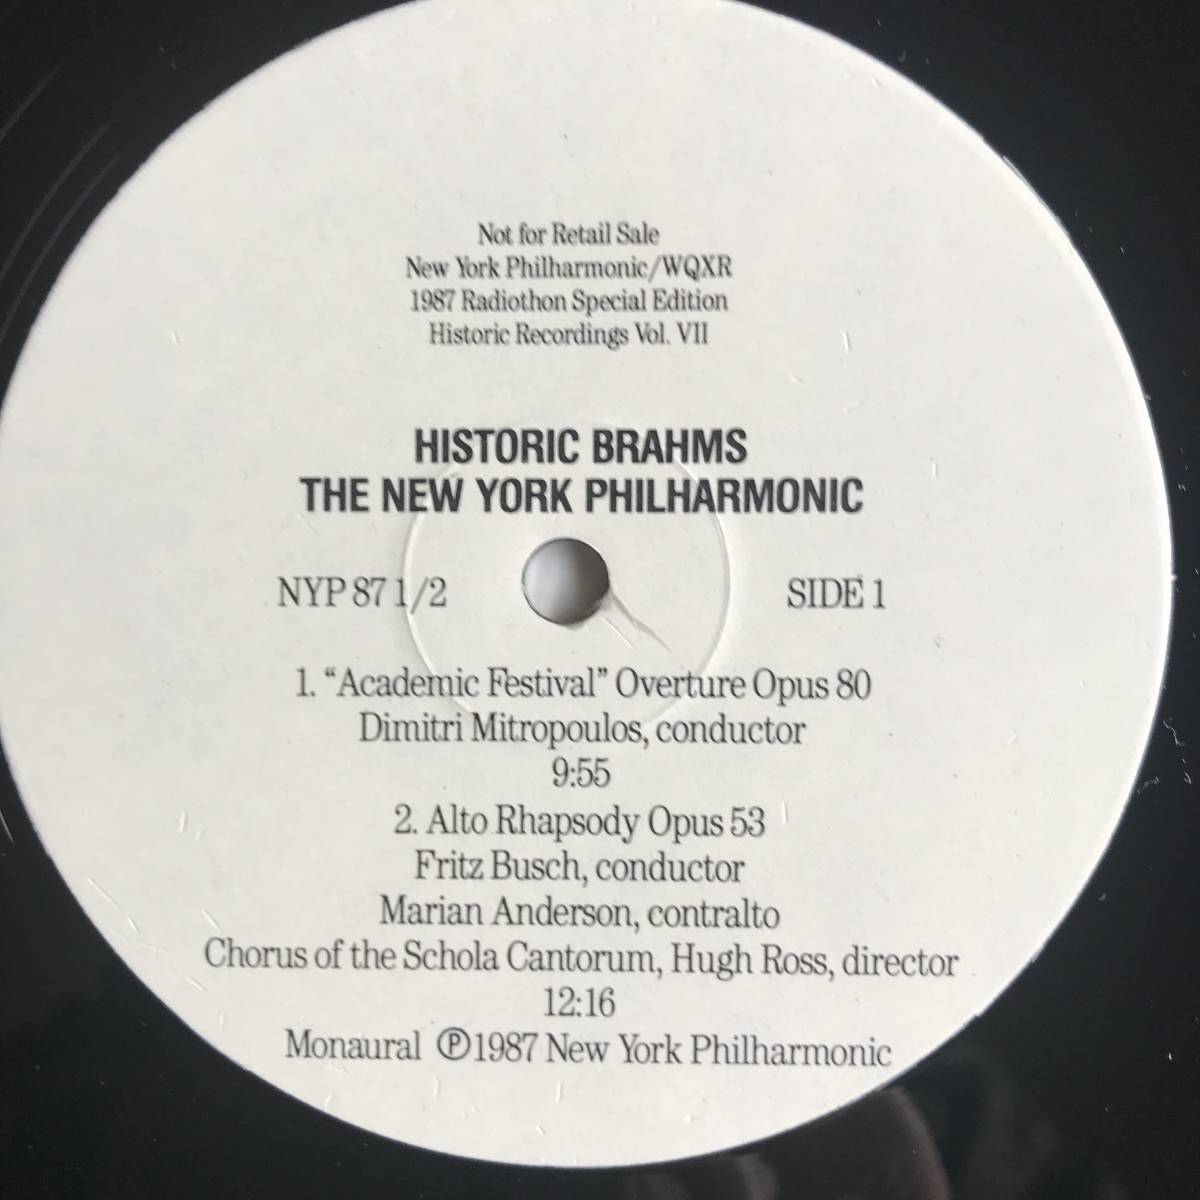 Not for Retail Sale
New York Philharmonic/WQXR
1987 Radiothon Special Edition
Historic Recordings Vol. VII
HISTORIC BRAHMS
THE NEW YORK PHILHARMONIC
NYP 87 1/2 SIDE 1
1. “Academic Festival” Overture Opus 80
Dimitri Mitropoulos, conductor
9:55
2. Alto Rhapsody Opus 53
Fritz Busch, conductor
Marian Anderson, contralto
Chorus of the Schola Cantorum, Hugh Ross, director
12:16
Monaural ℗1987 New York Philharmonic